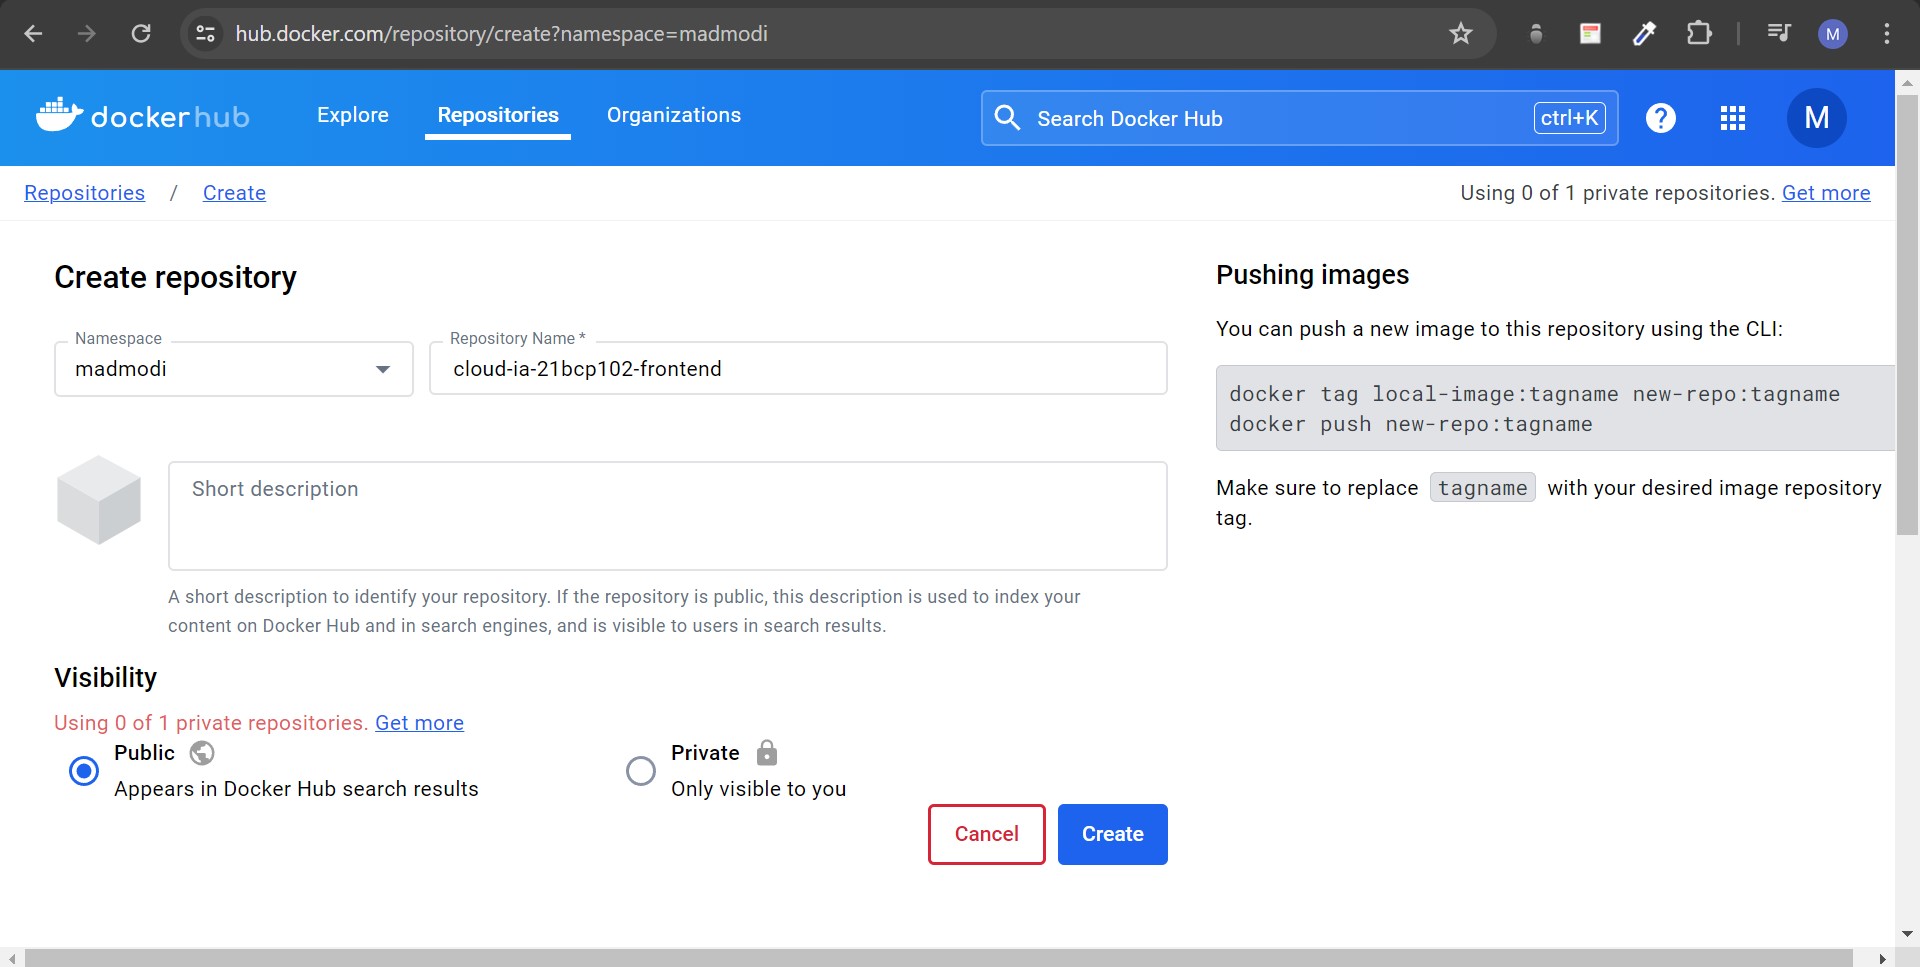 hub.docker.com/repository/create?namespace=madmodi
M
dockerhub
Explore
Repositories
Organizations
Search Docker Hub
ctrl+K
?
M
Repositories / Create
Using 0 of 1 private repositories. Get more
Create repository
Namespace
madmodi
Repository Name *
cloud-ia-21bcp102-frontend
Short description
A short description to identify your repository. If the repository is public, this description is used to index your
content on Docker Hub and in search engines, and is visible to users in search results.
Visibility
Using 0 of 1 private repositories. Get more
Public
Appears in Docker Hub search results
Private
Only visible to you
Cancel
Create
Pushing images
You can push a new image to this repository using the CLI:
docker tag local-image:tagname new-repo:tagname
docker push new-repo:tagname
Make sure to replace tagname with your desired image repository
tag.